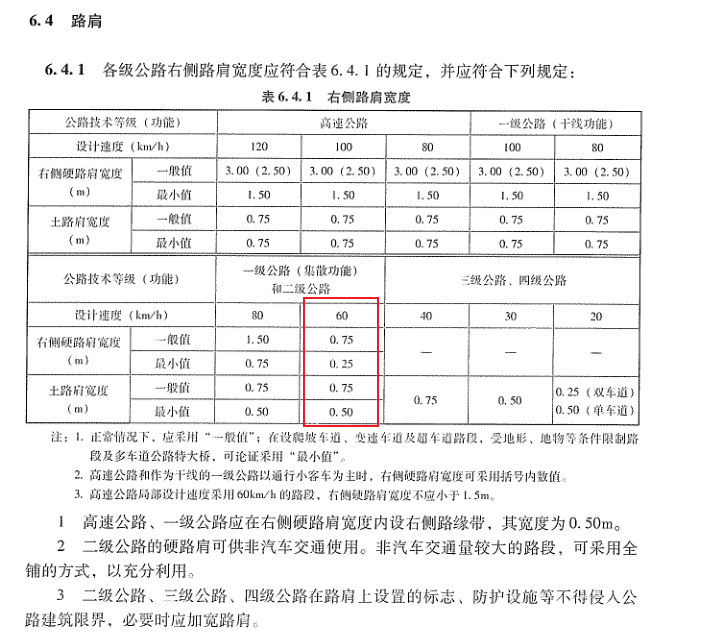 6.4 路肩
6.4.1 各级公路右侧路肩宽度应符合表6.4.1的规定，并应符合下列规定：
表6.4.1 右侧路肩宽度
公路技术等级（功能） 高速公路 一级公路（干线功能）
设计速度（km/h） 120 100 80 100 80
右侧硬路肩宽度（m） 一般值 3.00（2.50） 3.00（2.50） 3.00（2.50） 3.00（2.50） 3.00（2.50）
最小值 1.50 1.50 1.50 1.50 1.50
土路肩宽度（m） 一般值 0.75 0.75 0.75 0.75 0.75
最小值 0.75 0.75 0.75 0.75 0.75
公路技术等级（功能） 一级公路（集散功能）和二级公路 三级公路、四级公路
设计速度（km/h） 80 60 40 30 20
右侧硬路肩宽度（m） 一般值 1.50 0.75 — — —
最小值 0.75 0.25
土路肩宽度（m） 一般值 0.75 0.75 0.75 0.50 0.25（双车道）
最小值 0.50 0.50 0.50（单车道）
注：1. 正常情况下，应采用“一般值”；在设爬坡车道、变速车道及超车道路段，受地形、地物等条件限制路
段及多车道公路特大桥，可论证采用“最小值”。
2. 高速公路和作为干线的一级公路以通行小客车为主时，右侧硬路肩宽度可采用括号内数值。
3. 高速公路局部设计速度采用60km/h的路段，右侧硬路肩宽度不应小于1.5m。
1 高速公路、一级公路应在右侧硬路肩宽度内设右侧路缘带，其宽度为0.50m。
2 二级公路的硬路肩可供非汽车交通使用。非汽车交通量较大的路段，可采用全
铺的方式，以充分利用。
3 二级公路、三级公路、四级公路在路肩上设置的标志、防护设施等不得侵入公
路建筑限界，必要时应加宽路肩。